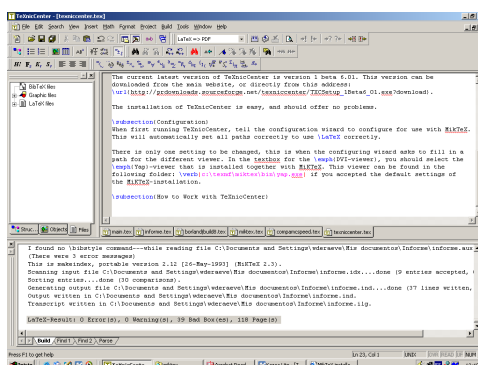 TeXnicCenter - [texniccenter.tex]
File Edit Search View Insert Math Format Project Build Tools Window Help
LaTeX => PDF
BibTeX files
Graphic files
LaTeX files
The current latest version of TeXnicCenter is version 1 beta 6.01. This version can be
downloaded from the main website, or directly from this address:
\url{http://prdownloads.sourceforge.net/texniccenter/TXCSetup_1Beta6_01.exe?download}.
The installation of TeXnicCenter is easy, and should offer no problems.
\subsection{Configuration}
When first running TeXnicCenter, tell the configuration wizard to configure for use with MiKTeX.
This will automatically set all paths correctly to use \LaTeX correctly.
There is only one setting to be changed, this is when the configuring wizard asks to fill in a
path for the different viewer. In the textbox for the \emph{DVI-viewer}, you should select the
\emph{Yap}-viewer that is installed together with MiKTeX. This viewer can be found in the
following folder: \verb|c:\texmf\miktex\bin\yap.exe| if you accepted the default settings of
the MiKTeX-installation.
\subsection{How to Work with TeXnicCenter}
Struc... Objects Files
main.tex informe.tex borlandbuild8.tex miktex.tex compancspeed.tex texniccenter.tex
I found no \bibstyle command---while reading file C:\Documents and Settings\wderaeve\Mis documentos\Informe\informe.aux
(There were 3 error messages)
This is makeindex, portable version 2.12 [26-May-1993] (MiKTeX 2.3).
Scanning input file C:\Documents and Settings\wderaeve\Mis documentos\Informe\informe.idx....done (9 entries accepted,
Sorting entries....done (30 comparisons).
Generating output file C:\Documents and Settings\wderaeve\Mis documentos\Informe\informe.ind....done (37 lines written,
Output written in C:\Documents and Settings\wderaeve\Mis documentos\Informe\informe.ind.
Transcript written in C:\Documents and Settings\wderaeve\Mis documentos\Informe\informe.ilg.
LaTeX-Result: 0 Error(s), 0 Warning(s), 39 Bad Box(es), 118 Page(s)
Build Find 1 Find 2 Parse
Press F1 to get help
Ln 23, Col 1 UNIX OVR READ LF NUM